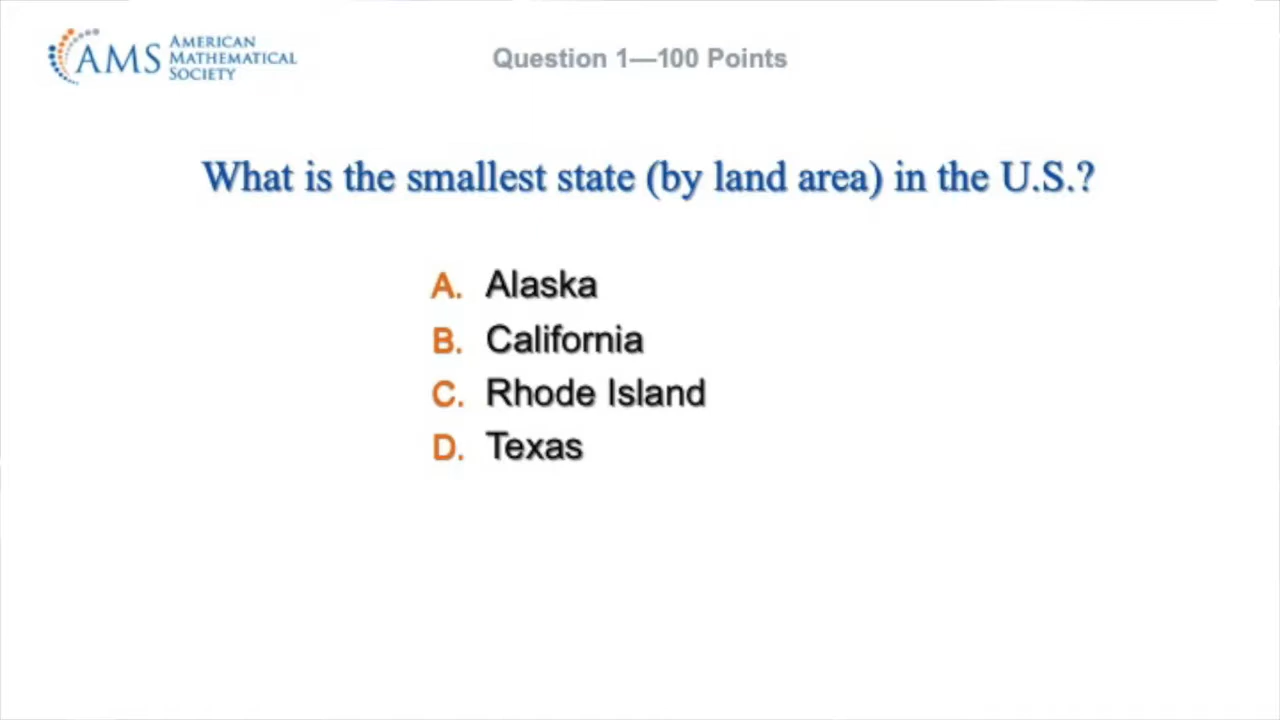 AMS
AMERICAN
MATHEMATICAL
SOCIETY
Question 1—100 Points
What is the smallest state (by land area) in the U.S.?
A. Alaska
B. California
C. Rhode Island
D. Texas